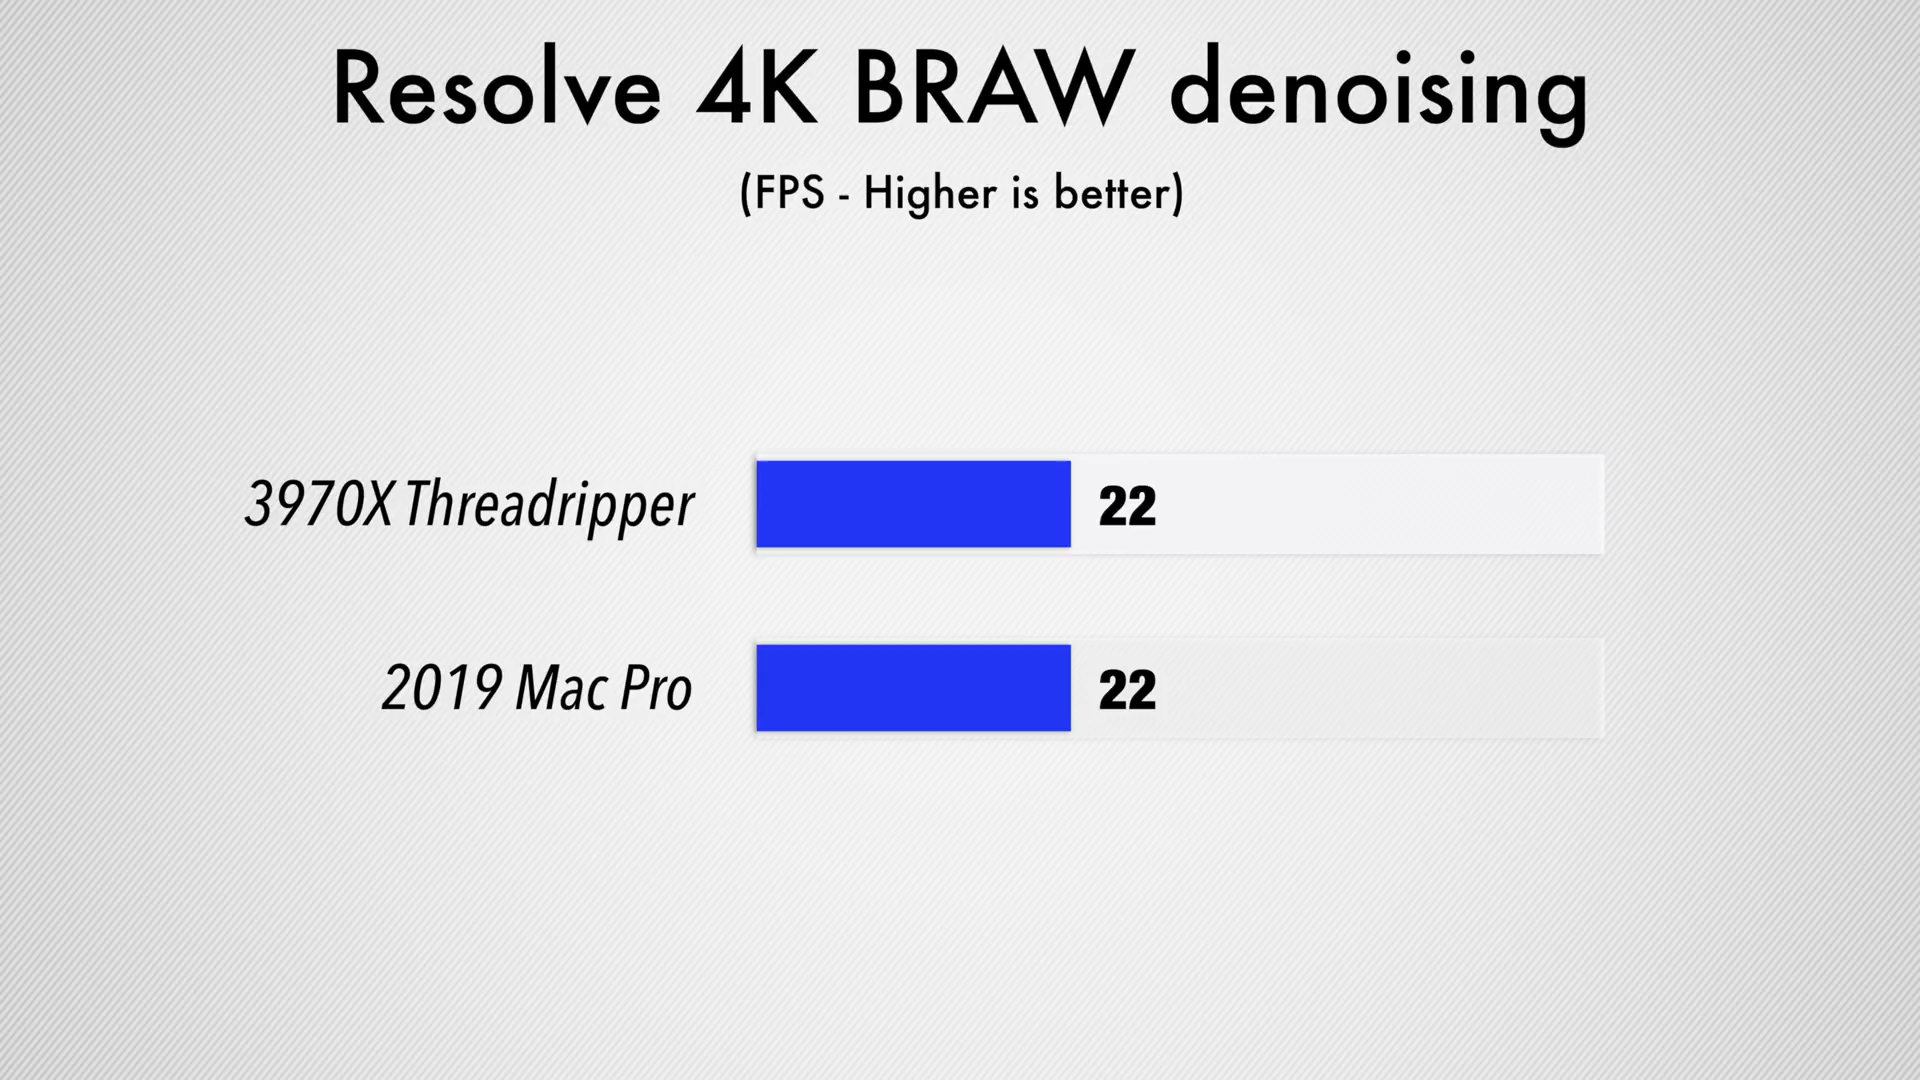 Resolve 4K BRAW denoising
(FPS - Higher is better)
3970X Threadripper 22
2019 Mac Pro 22